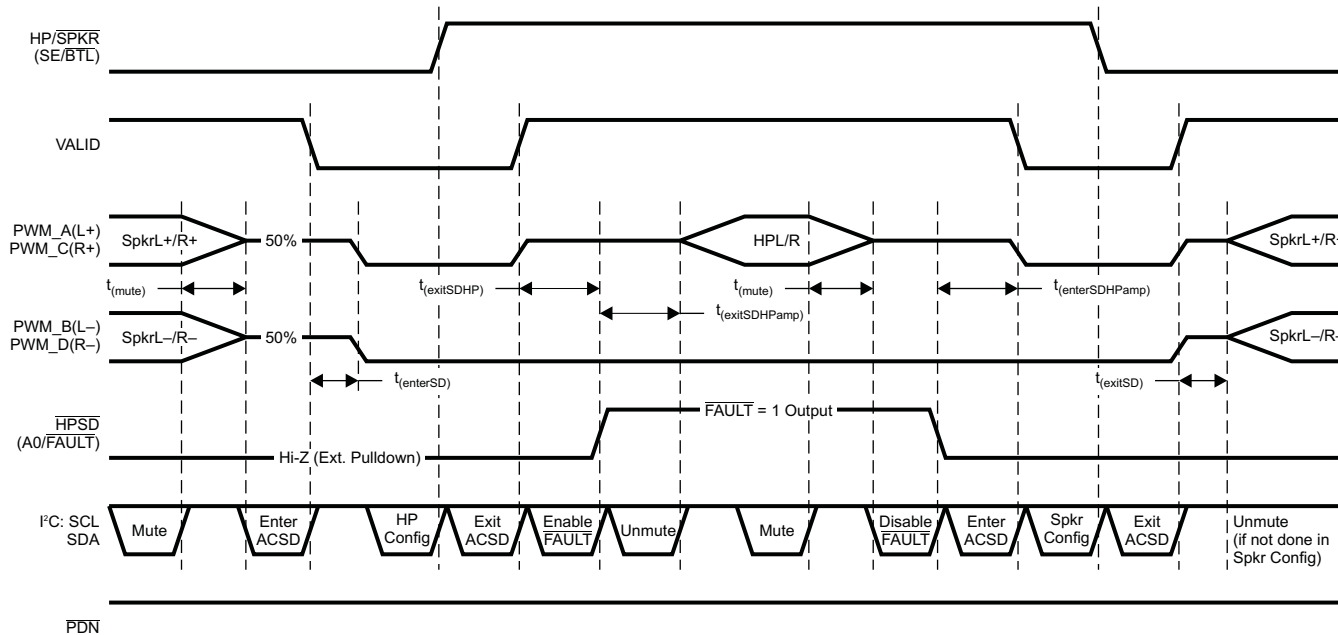 HP/SPKR
(SE/BTL)
VALID
PWM_A(L+)
PWM_C(R+)
SpkrL+/R+
50%
HPL/R
SpkrL+/R+
t(mute)
t(exitSDHP)
t(mute)
t(enterSDHPamp)
t(exitSDHPamp)
PWM_B(L–)
PWM_D(R–)
SpkrL–/R–
50%
SpkrL–/R–
t(enterSD)
t(exitSD)
HPSD
(A0/FAULT)
FAULT = 1 Output
Hi-Z (Ext. Pulldown)
I²C: SCL
SDA
Mute
Enter
ACSD
HP
Config
Exit
ACSD
Enable
FAULT
Unmute
Mute
Disable
FAULT
Enter
ACSD
Spkr
Config
Exit
ACSD
Unmute
(if not done in
Spkr Config)
PDN